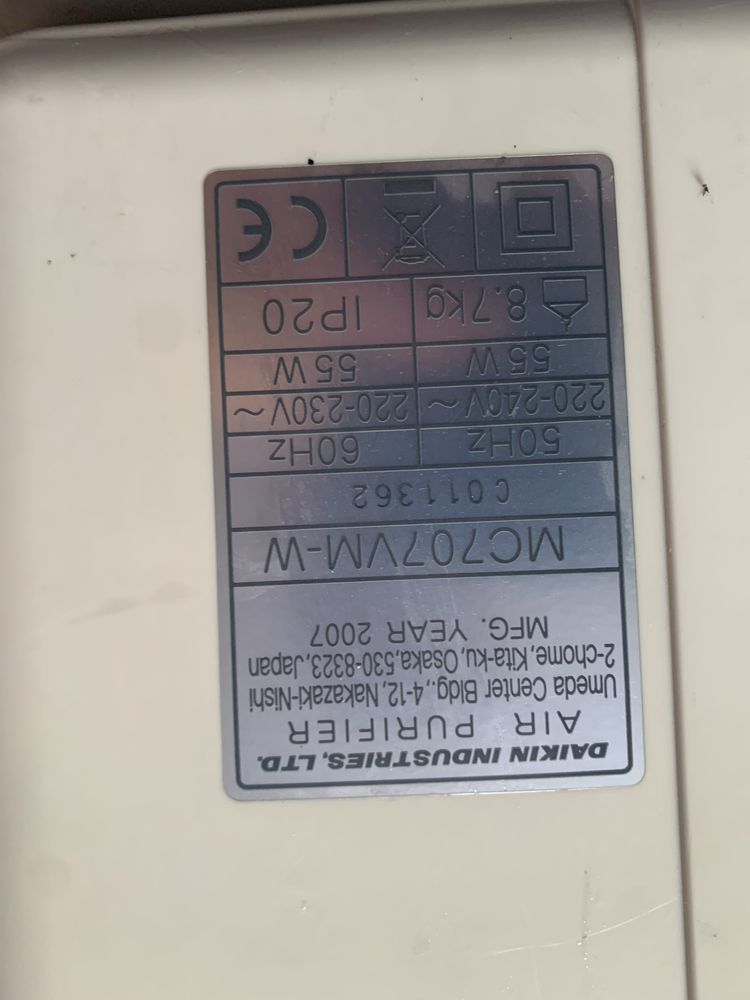 DAIKIN INDUSTRIES, LTD.
AIR PURIFIER
Umeda Center Bldg.,4-12, Nakazaki-Nishi
2-chome,Kita-ku,Osaka,530-8323,Japan
MFG. YEAR 2007
MC707VM-W
C011362
50Hz 60Hz
220-240V~ 220-230V~
55W 55W
8.7kg IP20
CE